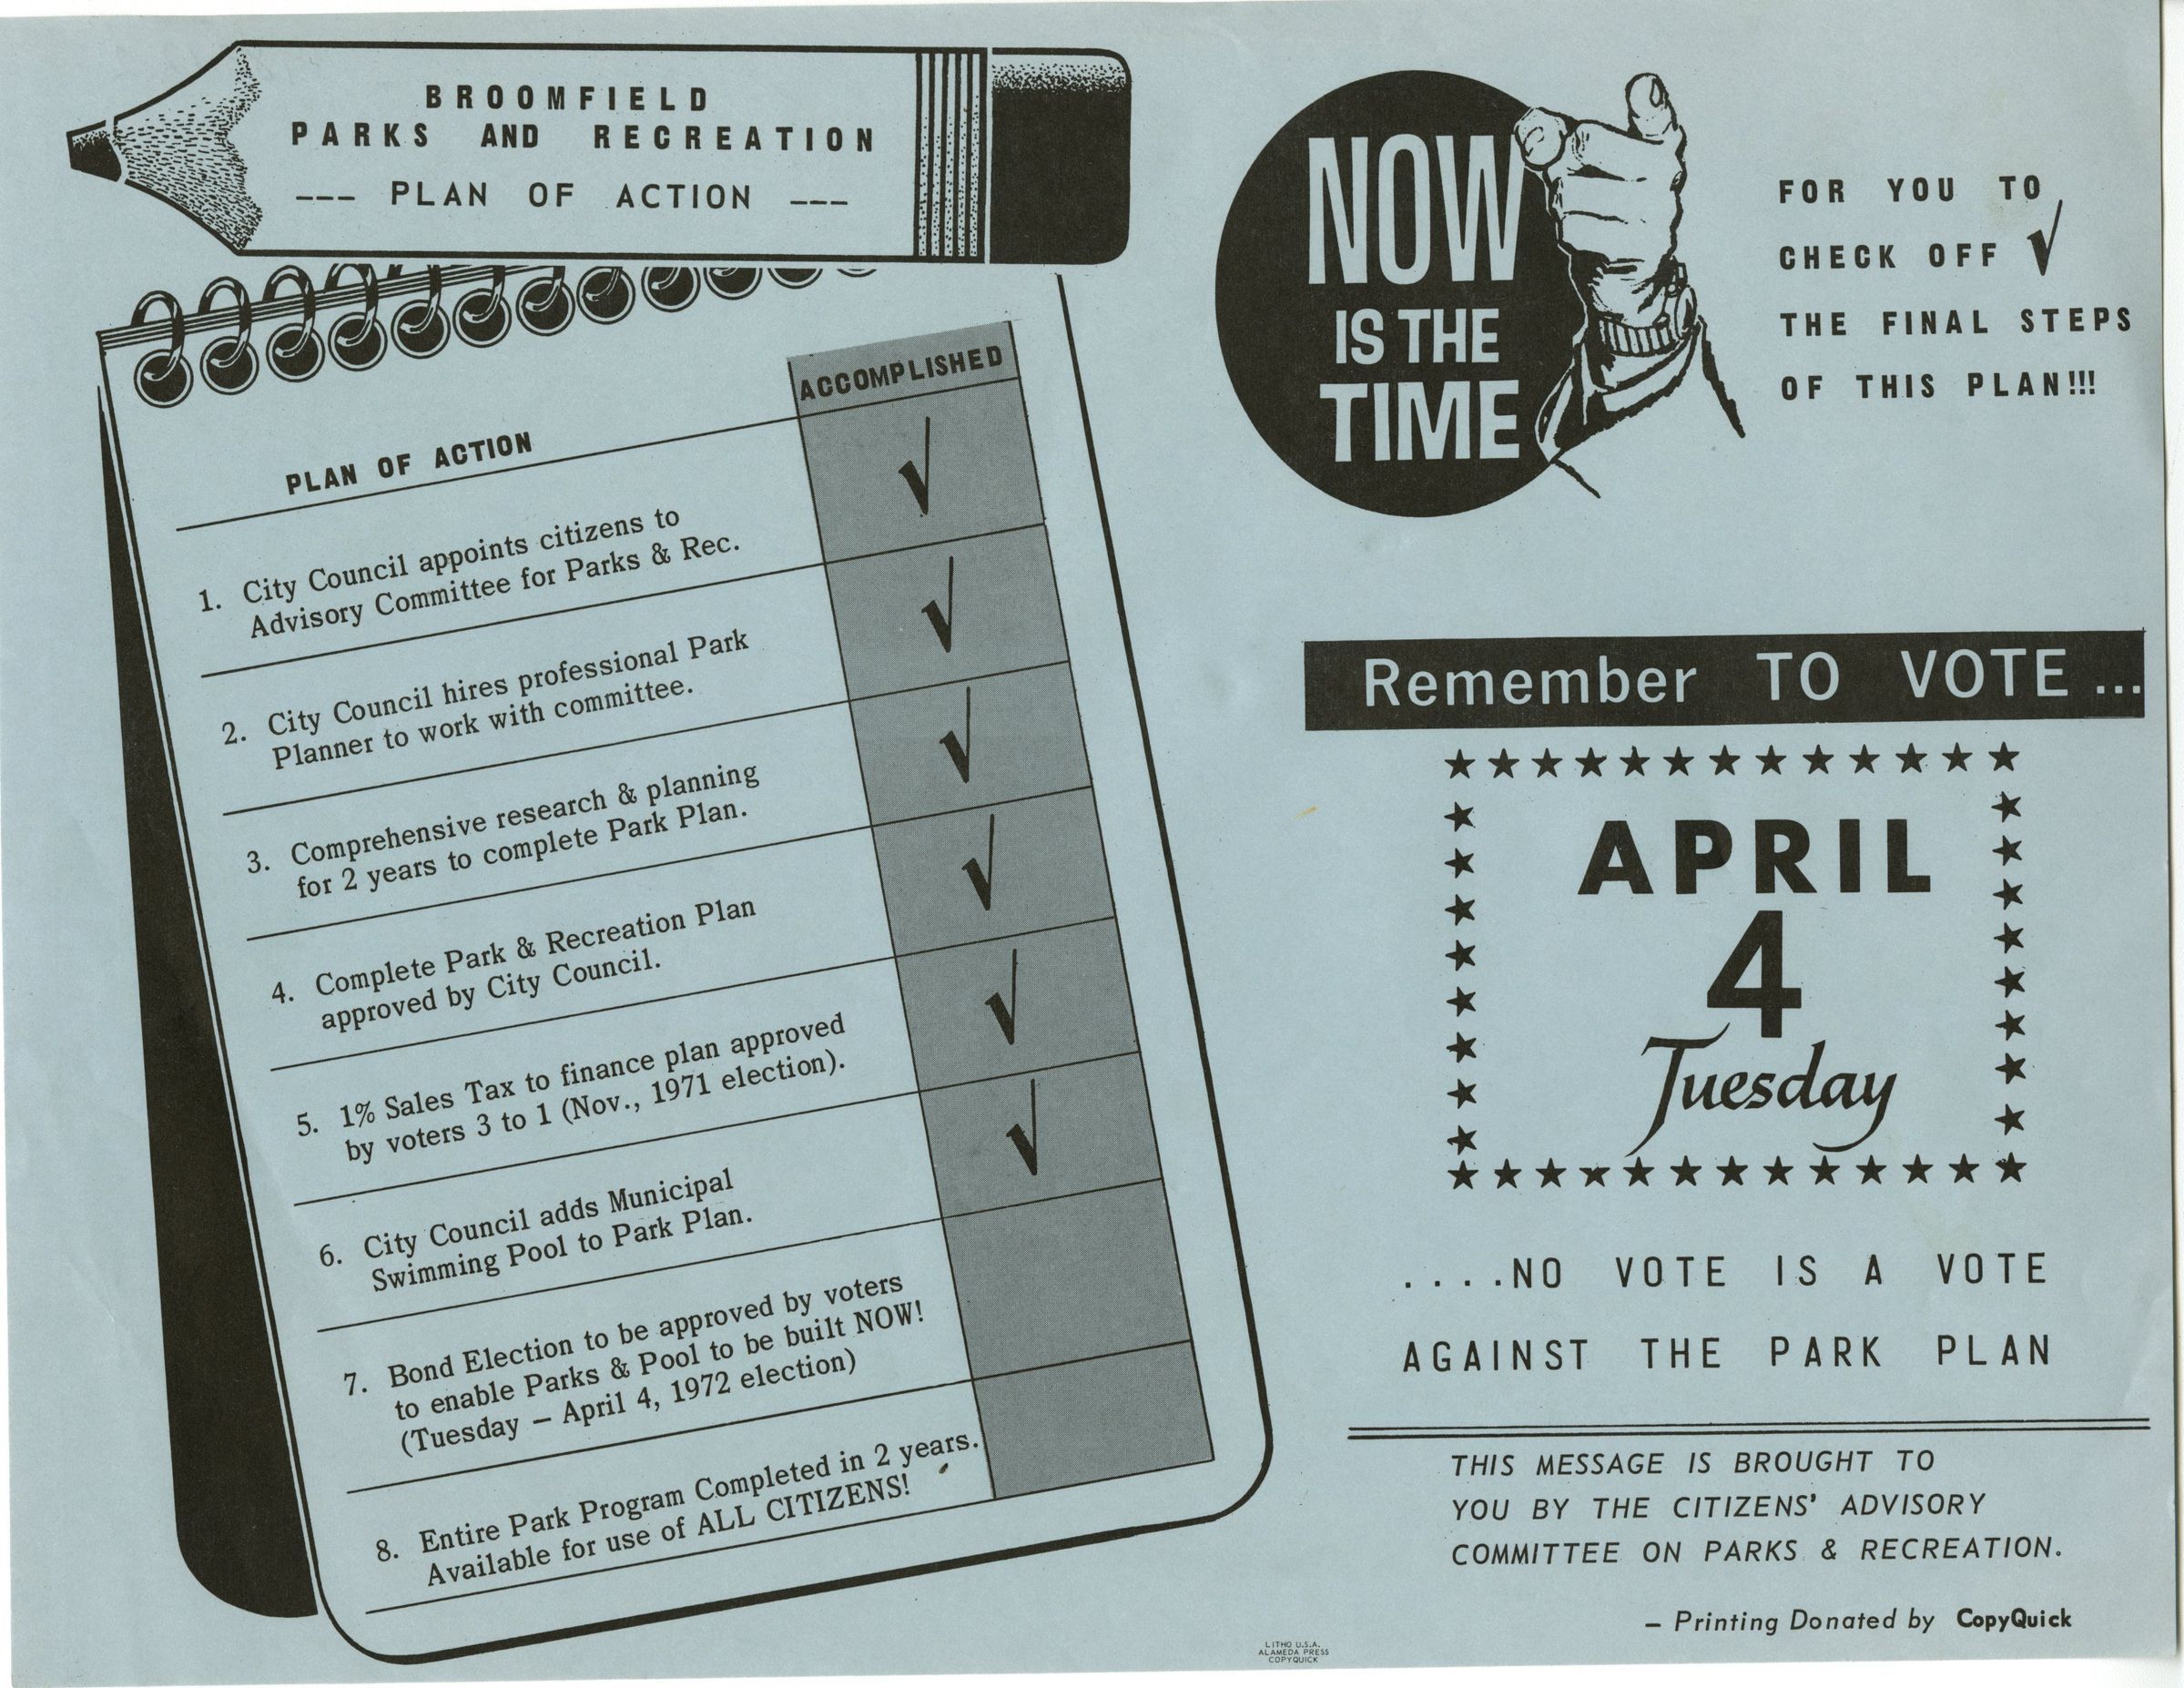 BROOMFIELD
PARKS AND RECREATION
--- PLAN OF ACTION ---
PLAN OF ACTION
ACCOMPLISHED
1. City Council appoints citizens to
Advisory Committee for Parks & Rec.
√
2. City Council hires professional Park
Planner to work with committee.
√
3. Comprehensive research & planning
for 2 years to complete Park Plan.
√
4. Complete Park & Recreation Plan
approved by City Council.
√
5. 1% Sales Tax to finance plan approved
by voters 3 to 1 (Nov., 1971 election).
√
6. City Council adds Municipal
Swimming Pool to Park Plan.
√
7. Bond Election to be approved by voters
to enable Parks & Pool to be built NOW!
(Tuesday – April 4, 1972 election)
8. Entire Park Program Completed in 2 years.
Available for use of ALL CITIZENS!
NOW
IS THE
TIME
FOR YOU TO
CHECK OFF √
THE FINAL STEPS
OF THIS PLAN!!!
Remember TO VOTE ...
APRIL
4
Tuesday
....NO VOTE IS A VOTE
AGAINST THE PARK PLAN
THIS MESSAGE IS BROUGHT TO
YOU BY THE CITIZENS' ADVISORY
COMMITTEE ON PARKS & RECREATION.
– Printing Donated by CopyQuick
LITHO U.S.A.
ALAMEDA PRESS
COPYQUICK